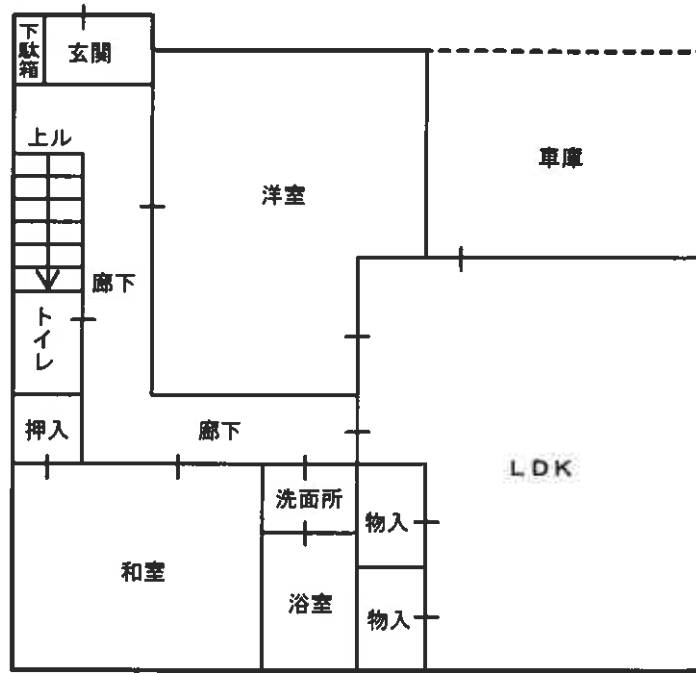 下駄箱
玄関
上ル
洋室
車庫
廊下
トイレ
押入
廊下
LDK
洗面所
物入
和室
浴室
物入